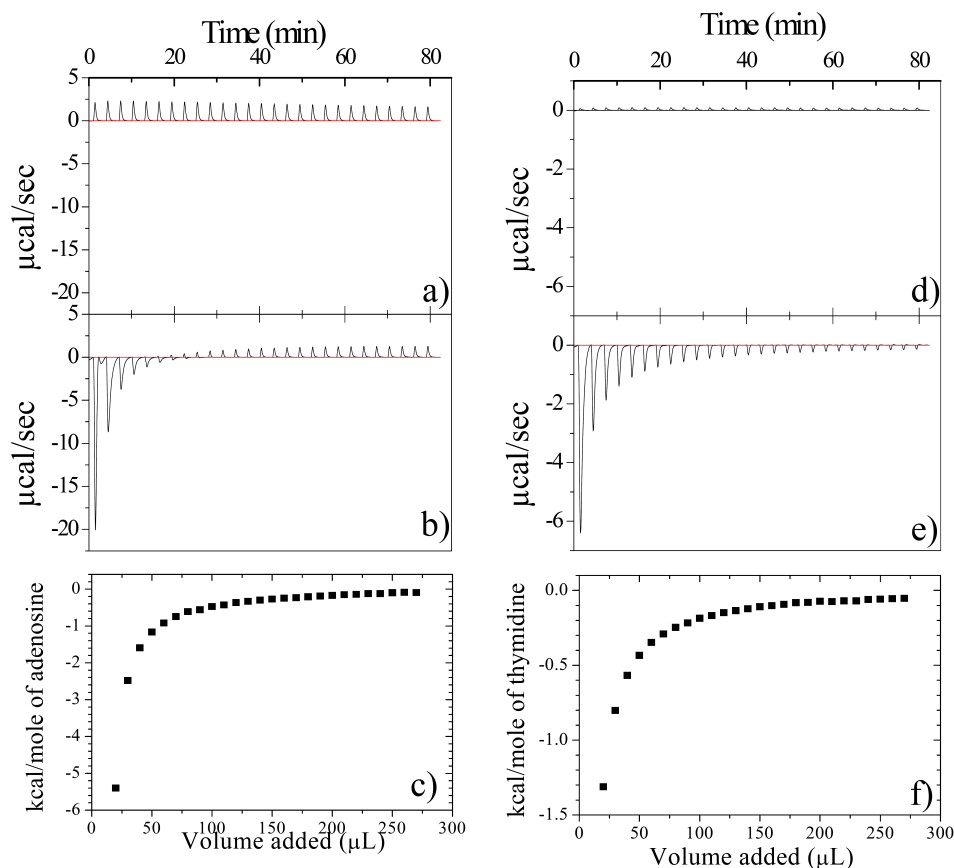 Time (min)
0 20 40 60 80
5
0
-5
-10
-15
-20
µcal/sec
a)
5
0
-5
-10
-15
-20
µcal/sec
b)
0
-1
-2
-3
-4
-5
-6
kcal/mole of adenosine
c)
0 50 100 150 200 250 300
Volume added (µL)
Time (min)
0 20 40 60 80
0
-2
-4
-6
µcal/sec
d)
0
-2
-4
-6
µcal/sec
e)
0.0
-0.5
-1.0
-1.5
kcal/mole of thymidine
f)
0 50 100 150 200 250 300
Volume added (µL)